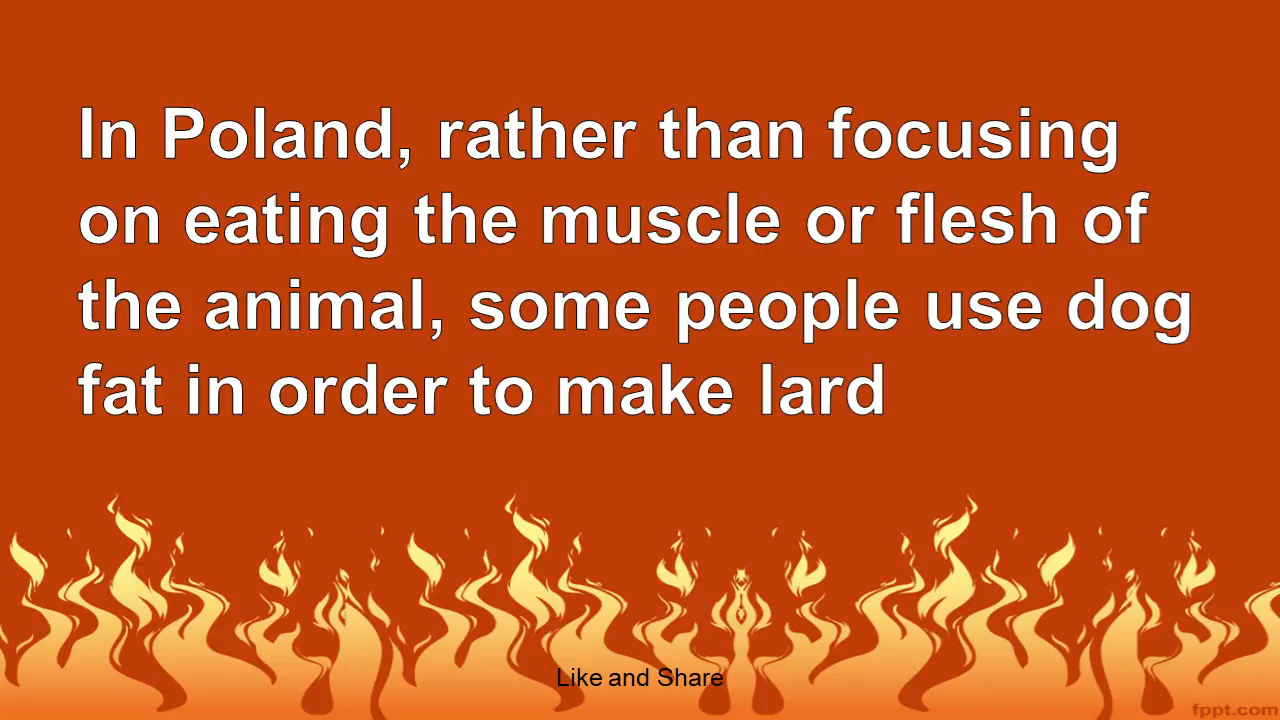 In Poland, rather than focusing
on eating the muscle or flesh of
the animal, some people use dog
fat in order to make lard
Like and Share
fppt.com